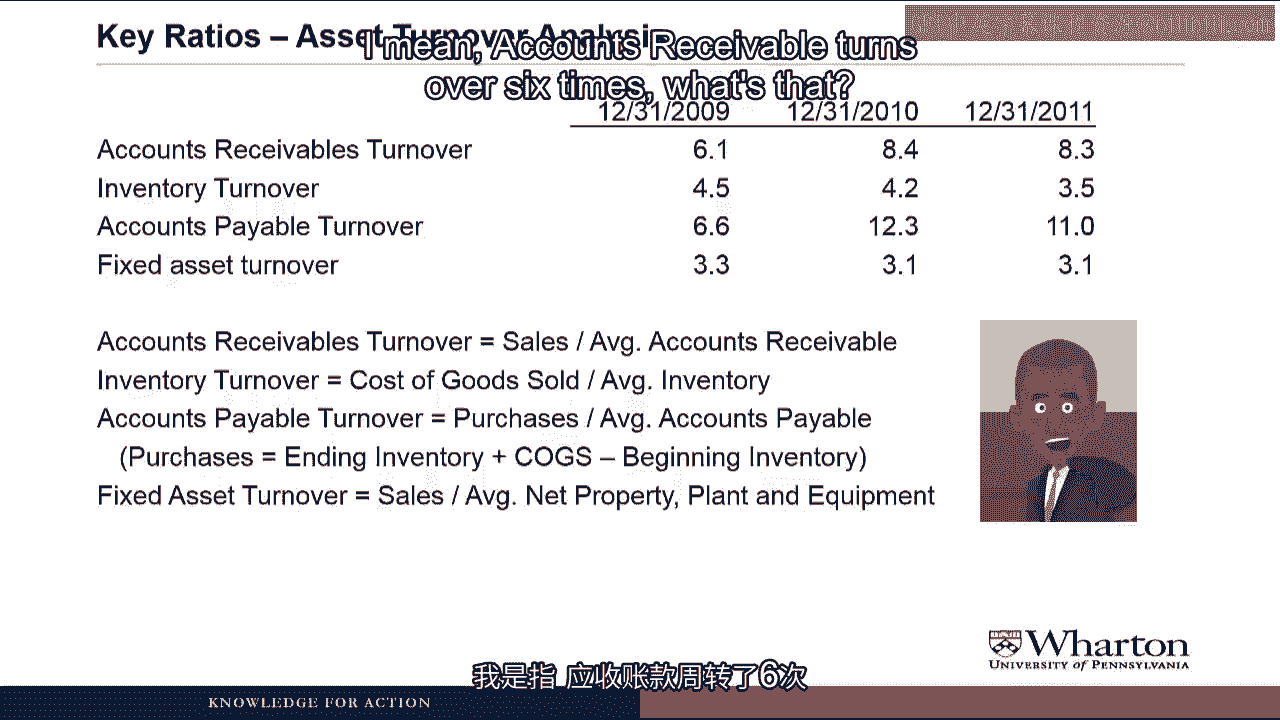 Key Ratios – Asset Turnover Analysis
I mean, Accounts Receivable turns
over six times, what's that?
12/31/2009 12/31/2010 12/31/2011
Accounts Receivables Turnover 6.1 8.4 8.3
Inventory Turnover 4.5 4.2 3.5
Accounts Payable Turnover 6.6 12.3 11.0
Fixed asset turnover 3.3 3.1 3.1
Accounts Receivables Turnover = Sales / Avg. Accounts Receivable
Inventory Turnover = Cost of Goods Sold / Avg. Inventory
Accounts Payable Turnover = Purchases / Avg. Accounts Payable
(Purchases = Ending Inventory + COGS – Beginning Inventory)
Fixed Asset Turnover = Sales / Avg. Net Property, Plant and Equipment
Wharton
UNIVERSITY OF PENNSYLVANIA
我是指 应收账款周转了6次
KNOWLEDGE FOR ACTION